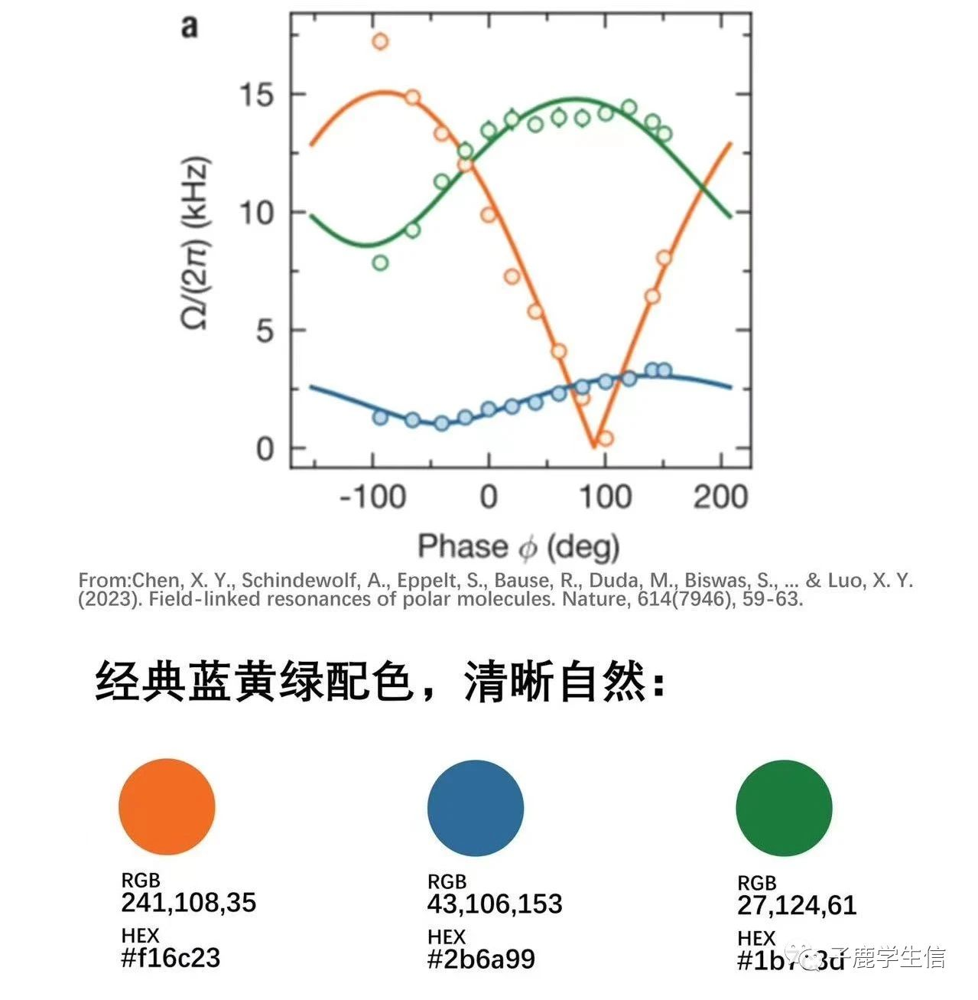 a
15
10
5
0
Ω/(2π) (kHz)
-100 0 100 200
Phase ϕ (deg)
From:Chen, X. Y., Schindewolf, A., Eppelt, S., Bause, R., Duda, M., Biswas, S., ... & Luo, X. Y.
(2023). Field-linked resonances of polar molecules. Nature, 614(7946), 59-63.
经典蓝黄绿配色，清晰自然：
RGB
241,108,35
HEX
#f16c23
RGB
43,106,153
HEX
#2b6a99
RGB
27,124,61
HEX
子鹿学生信